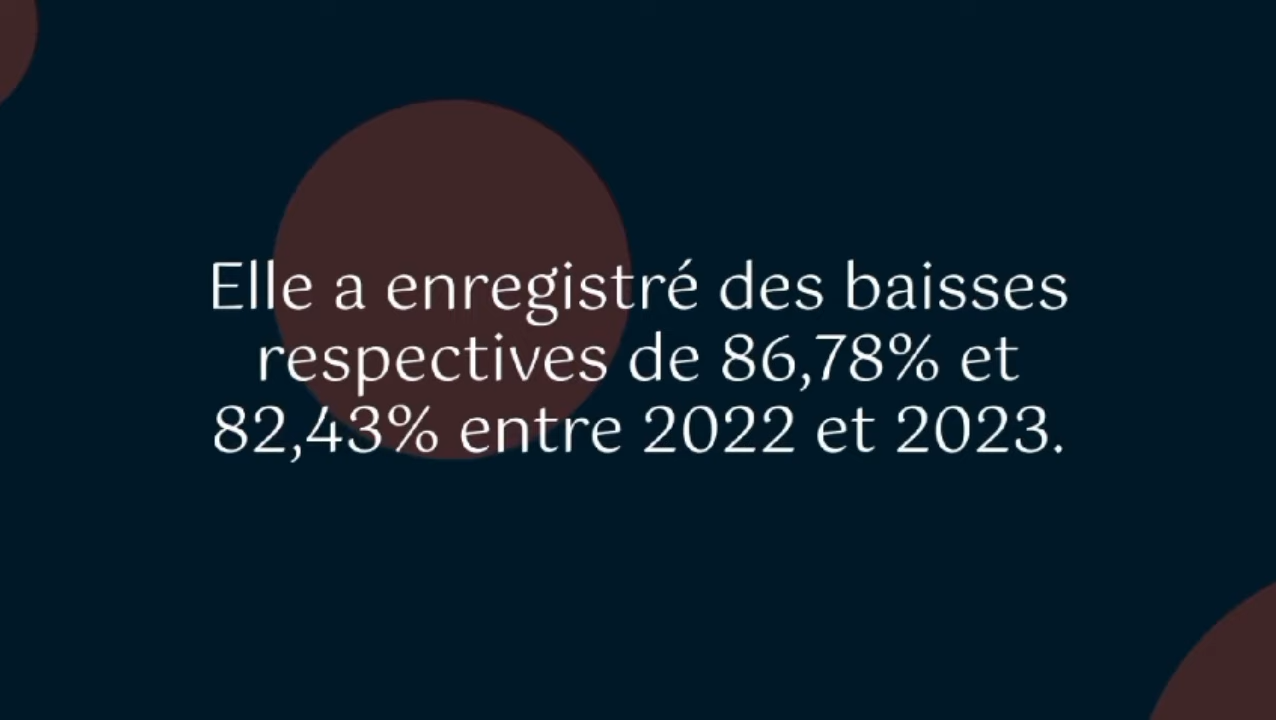 Elle a enregistré des baisses
respectives de 86,78% et
82,43% entre 2022 et 2023.